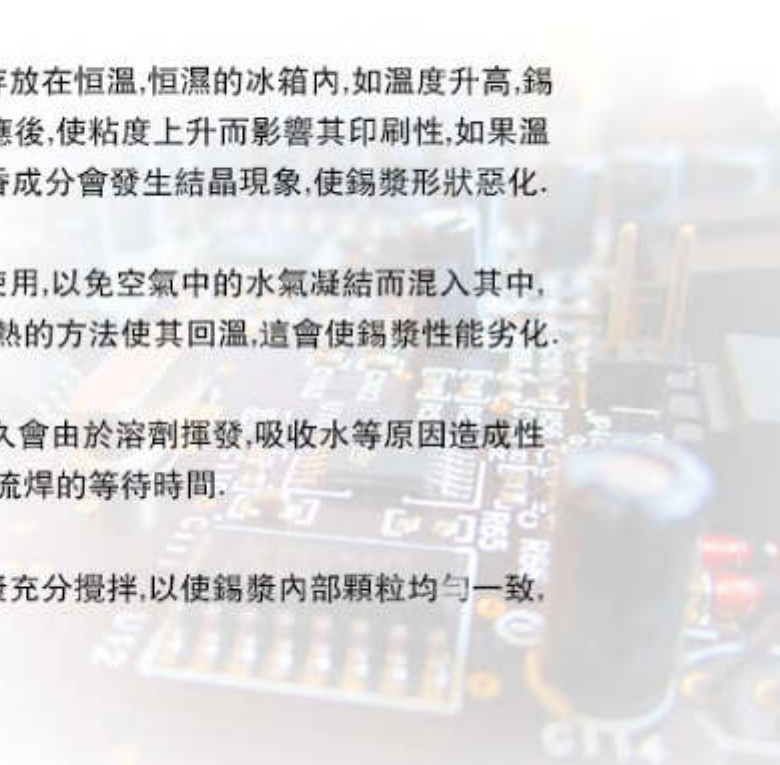 存放在恒溫,恒濕的冰箱內,如溫度升高,錫
應後,使粘度上升而影響其印刷性,如果溫
香成分會發生結晶現象,使錫漿形狀惡化.
使用,以免空氣中的水氣凝結而混入其中,
熱的方法使其回溫,這會使錫漿性能劣化.
久會由於溶劑揮發,吸收水等原因造成性
流焊的等待時間.
漿充分攪拌,以使錫漿內部顆粒均勻一致,
R65
C11
U12
C114